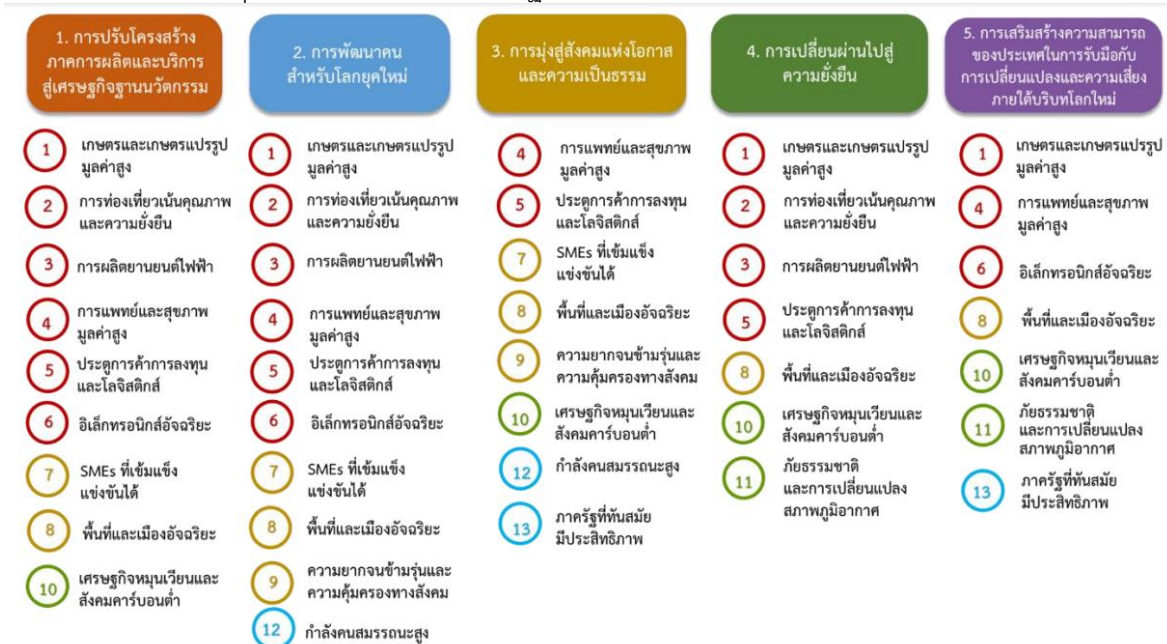 1. การปรับโครงสร้าง
ภาคการผลิตและบริการ
สู่เศรษฐกิจฐานนวัตกรรม
1
เกษตรและเกษตรแปรรูป
มูลค่าสูง
2
การท่องเที่ยวเน้นคุณภาพ
และความยั่งยืน
3
การผลิตยานยนต์ไฟฟ้า
4
การแพทย์และสุขภาพ
มูลค่าสูง
5
ประตูการค้าการลงทุน
และโลจิสติกส์
6
อิเล็กทรอนิกส์อัจฉริยะ
7
SMEs ที่เข้มแข็ง
แข่งขันได้
8
พื้นที่และเมืองอัจฉริยะ
10
เศรษฐกิจหมุนเวียนและ
สังคมคาร์บอนต่ำ
2. การพัฒนาคน
สำหรับโลกยุคใหม่
1
เกษตรและเกษตรแปรรูป
มูลค่าสูง
2
การท่องเที่ยวเน้นคุณภาพ
และความยั่งยืน
3
การผลิตยานยนต์ไฟฟ้า
4
การแพทย์และสุขภาพ
มูลค่าสูง
5
ประตูการค้าการลงทุน
และโลจิสติกส์
6
อิเล็กทรอนิกส์อัจฉริยะ
7
SMEs ที่เข้มแข็ง
แข่งขันได้
8
พื้นที่และเมืองอัจฉริยะ
9
ความยากจนข้ามรุ่นและ
ความคุ้มครองทางสังคม
12
กำลังคนสมรรถนะสูง
3. การมุ่งสู่สังคมแห่งโอกาส
และความเป็นธรรม
4
การแพทย์และสุขภาพ
มูลค่าสูง
5
ประตูการค้าการลงทุน
และโลจิสติกส์
7
SMEs ที่เข้มแข็ง
แข่งขันได้
8
พื้นที่และเมืองอัจฉริยะ
9
ความยากจนข้ามรุ่นและ
ความคุ้มครองทางสังคม
10
เศรษฐกิจหมุนเวียนและ
สังคมคาร์บอนต่ำ
12
กำลังคนสมรรถนะสูง
13
ภาครัฐที่ทันสมัย
มีประสิทธิภาพ
4. การเปลี่ยนผ่านไปสู่
ความยั่งยืน
1
เกษตรและเกษตรแปรรูป
มูลค่าสูง
2
การท่องเที่ยวเน้นคุณภาพ
และความยั่งยืน
3
การผลิตยานยนต์ไฟฟ้า
5
ประตูการค้าการลงทุน
และโลจิสติกส์
8
พื้นที่และเมืองอัจฉริยะ
10
เศรษฐกิจหมุนเวียนและ
สังคมคาร์บอนต่ำ
11
ภัยธรรมชาติ
และการเปลี่ยนแปลง
สภาพภูมิอากาศ
5. การเสริมสร้างความสามารถ
ของประเทศในการรับมือกับ
การเปลี่ยนแปลงและความเสี่ยง
ภายใต้บริบทโลกใหม่
1
เกษตรและเกษตรแปรรูป
มูลค่าสูง
4
การแพทย์และสุขภาพ
มูลค่าสูง
6
อิเล็กทรอนิกส์อัจฉริยะ
8
พื้นที่และเมืองอัจฉริยะ
10
เศรษฐกิจหมุนเวียนและ
สังคมคาร์บอนต่ำ
11
ภัยธรรมชาติ
และการเปลี่ยนแปลง
สภาพภูมิอากาศ
13
ภาครัฐที่ทันสมัย
มีประสิทธิภาพ